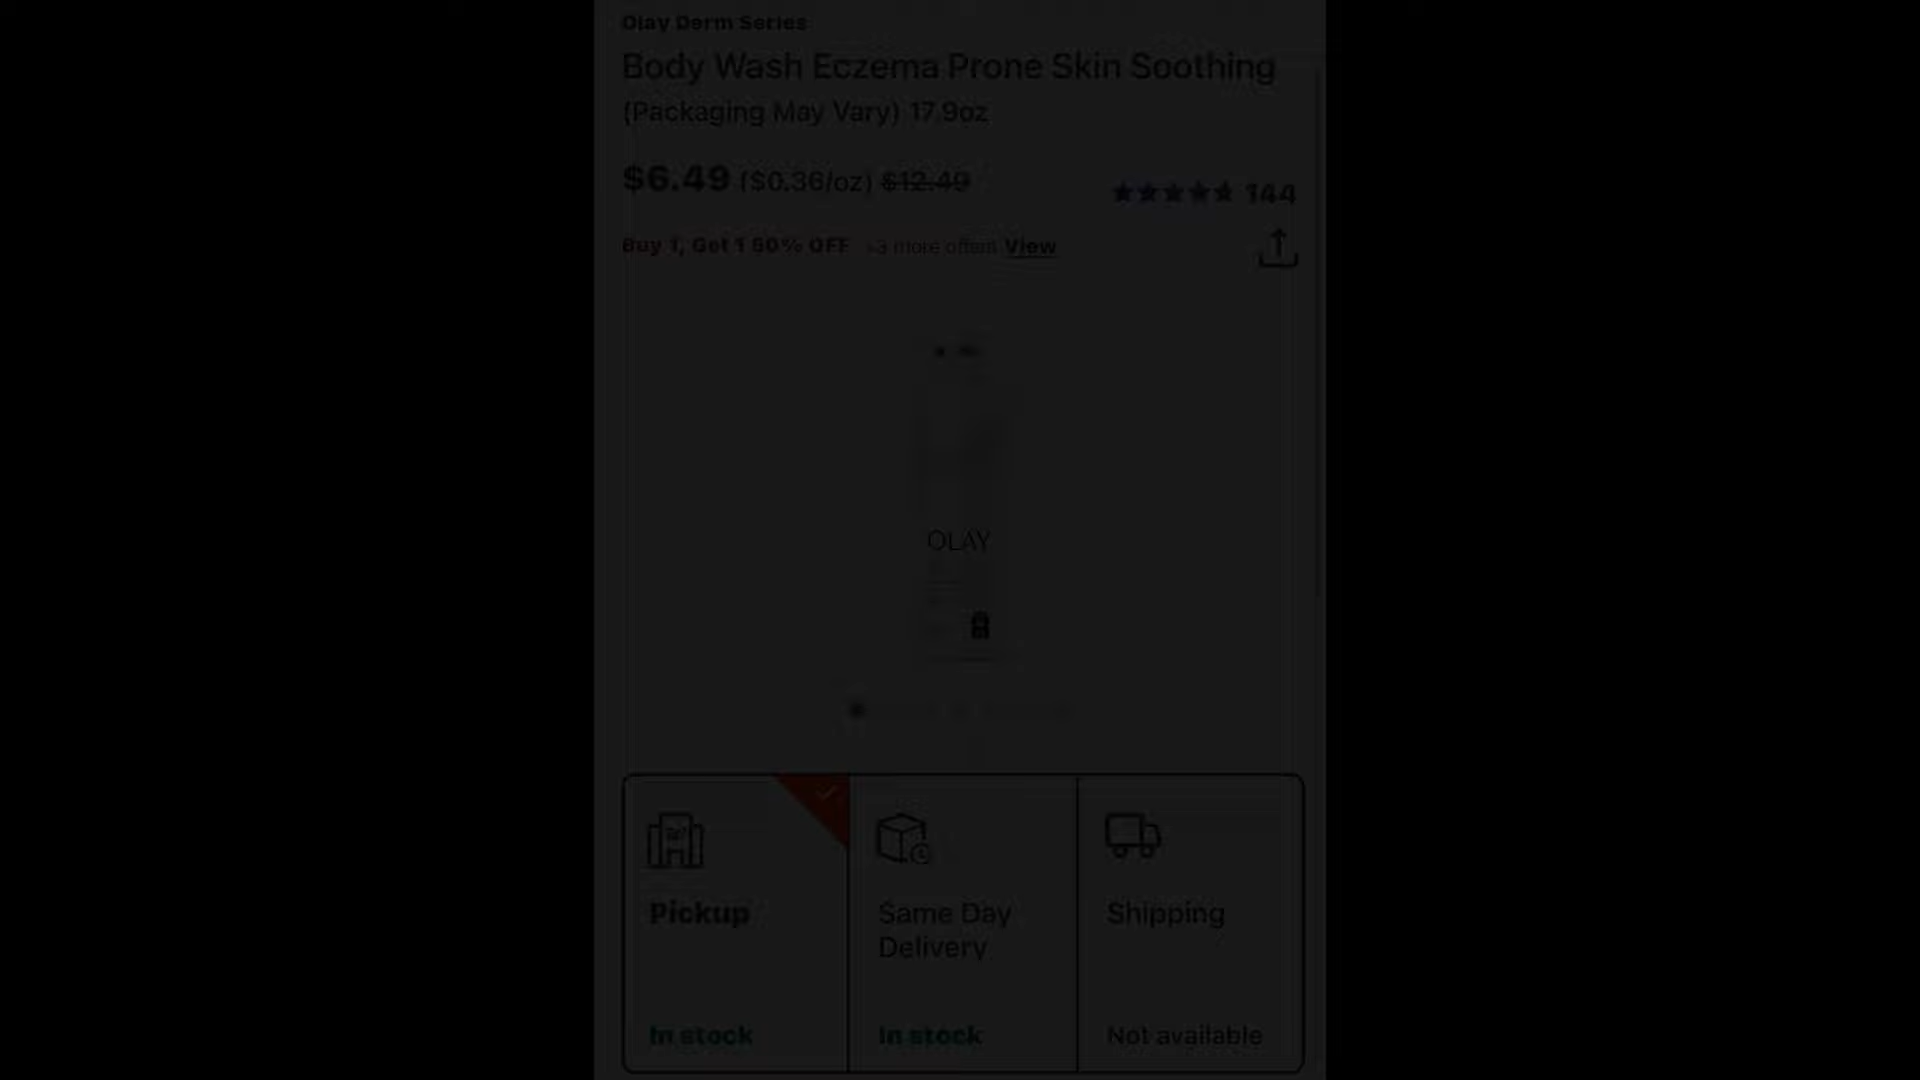 Olay Derm Series
Body Wash Eczema Prone Skin Soothing
(Packaging May Vary) 17.9oz
$6.49 ($0.36/oz) $12.49
144
Buy 1, Get 1 50% OFF +3 more offers View
OLAY
Pickup
Same Day
Delivery
Shipping
In stock
In stock
Not available